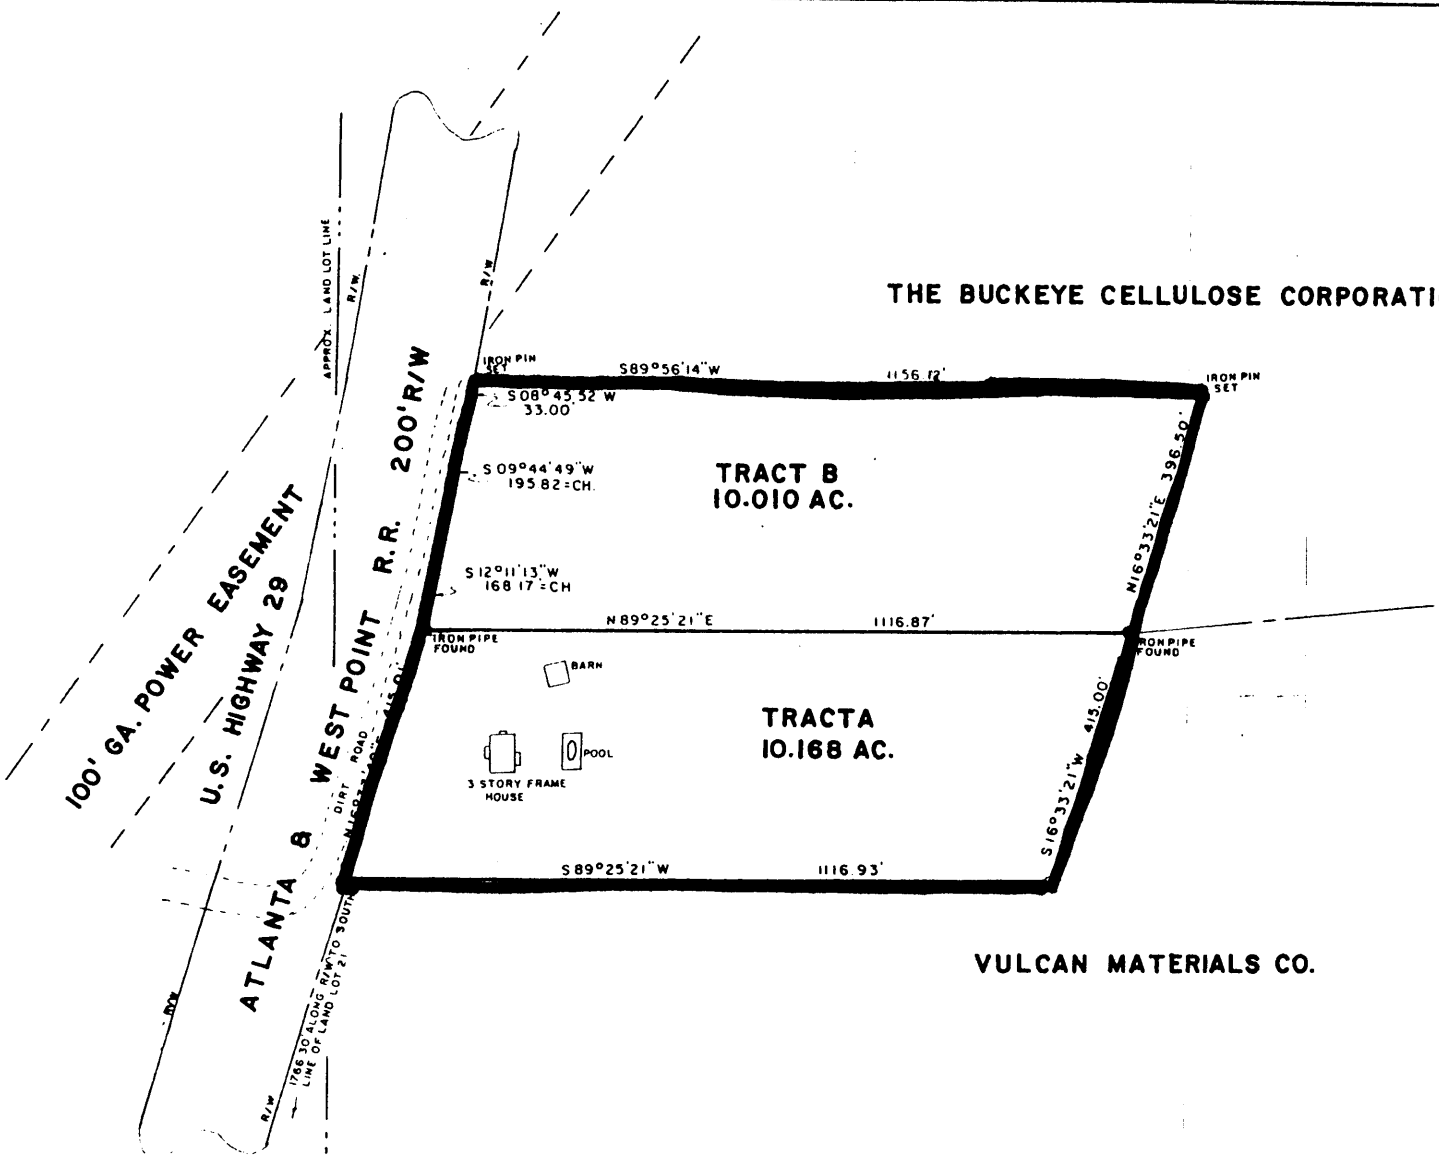 APPROX. LAND LOT LINE
R/W
R/W
THE BUCKEYE CELLULOSE CORPORATI
IRON PIN
SET
S89°56'14"W
1156.12'
IRON PIN
SET
S08°45.52 W
33.00'
200' R/W
S 09°44'49"W
195.82 = CH.
TRACT B
10.010 AC.
N16°33'21"E 396.50'
S12°11'13"W
168.17 = CH
N89°25'21"E
1116.87'
IRON PIPE
FOUND
IRON PIPE
FOUND
100' GA. POWER EASEMENT
U.S. HIGHWAY 29
ATLANTA & WEST POINT R.R.
DIRT ROAD
415.0
BARN
POOL
3 STORY FRAME
HOUSE
TRACT A
10.168 AC.
S16°33'21"W 415.00'
S89°25'21"W
1116.93'
VULCAN MATERIALS CO.
R/W
1766.30' ALONG R/W TO SOUTH
LINE OF LAND LOT 21
R/W